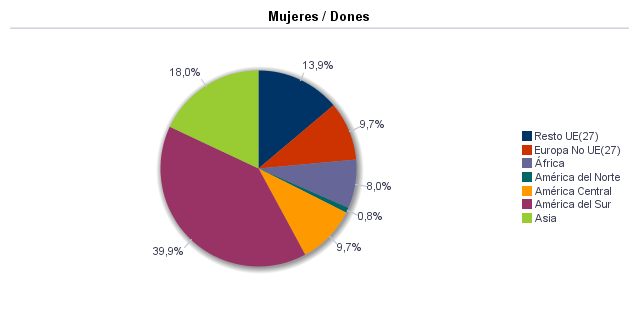 Mujeres / Dones
18,0%
13,9%
9,7%
8,0%
0,8%
9,7%
39,9%
Resto UE(27)
Europa No UE(27)
África
América del Norte
América Central
América del Sur
Asia